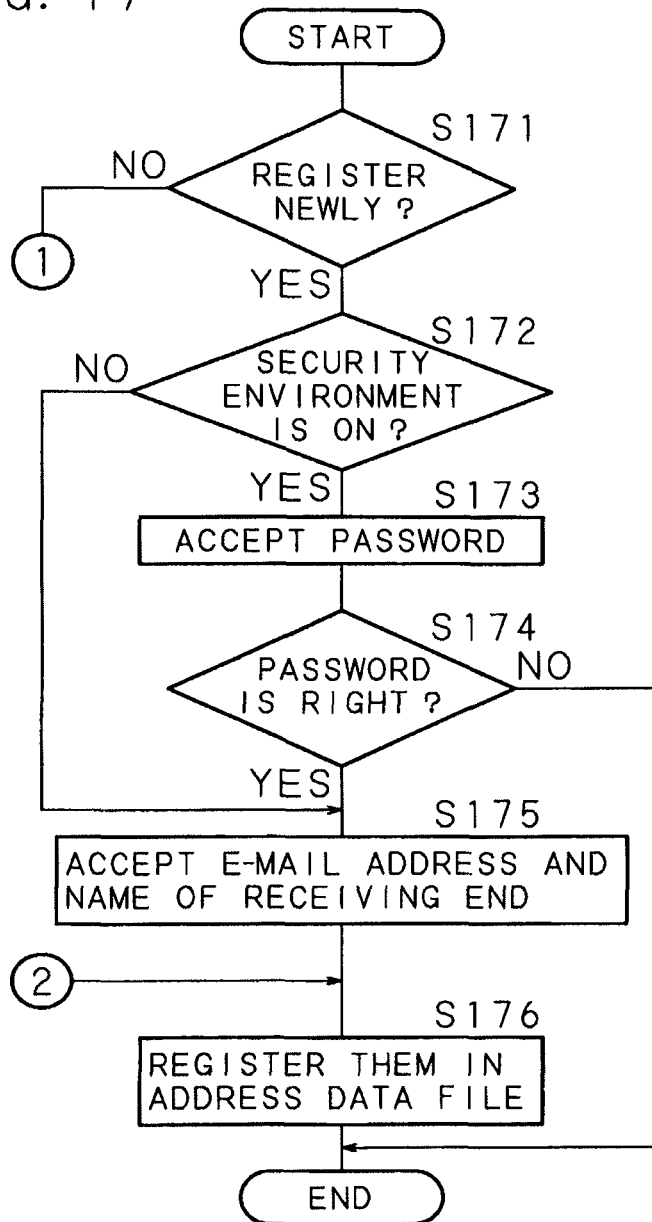 START
S171
NO
REGISTER
NEWLY?
1
YES
S172
NO
SECURITY
ENVIRONMENT
IS ON?
YES
S173
ACCEPT PASSWORD
S174
PASSWORD
IS RIGHT?
NO
YES
S175
ACCEPT E-MAIL ADDRESS AND
NAME OF RECEIVING END
2
S176
REGISTER THEM IN
ADDRESS DATA FILE
END